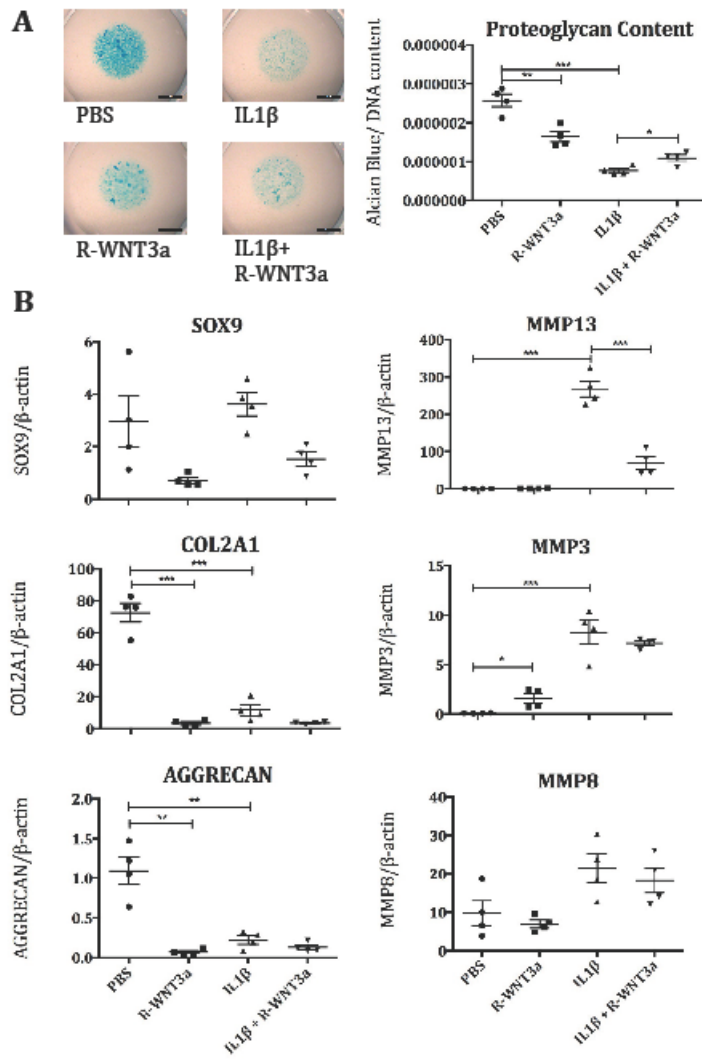 A
PBS
IL1β
R-WNT3a
IL1β+
R-WNT3a
Proteoglycan Content
Alcian Blue/ DNA content
0.000004
0.000003
0.000002
0.000001
0.000000
***
**
*
PBS
R-WNT3a
IL1β
IL1β + R-WNT3a
B
SOX9
SOX9/β-actin
6
4
2
0
MMP13
MMP13/β-actin
400
300
200
100
0
***
***
COL2A1
COL2A1/β-actin
100
80
60
40
20
0
***
***
MMP3
MMP3/β-actin
15
10
5
0
***
*
AGGRECAN
AGGRECAN/β-actin
2.0
1.5
1.0
0.5
0.0
**
**
PBS
R-WNT3a
IL1β
IL1β + R-WNT3a
MMP8
MMP8/β-actin
40
30
20
10
0
PBS
R-WNT3a
IL1β
IL1β + R-WNT3a